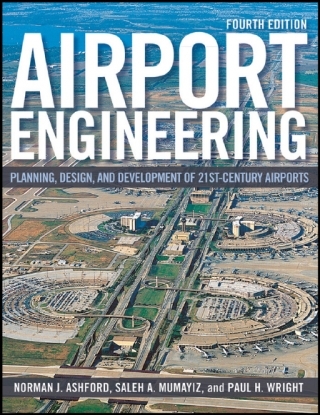 FOURTH EDITION
AIRPORT
ENGINEERING
PLANNING, DESIGN, AND DEVELOPMENT OF 21ST-CENTURY AIRPORTS
NORMAN J. ASHFORD, SALEH A. MUMAYIZ, and PAUL H. WRIGHT